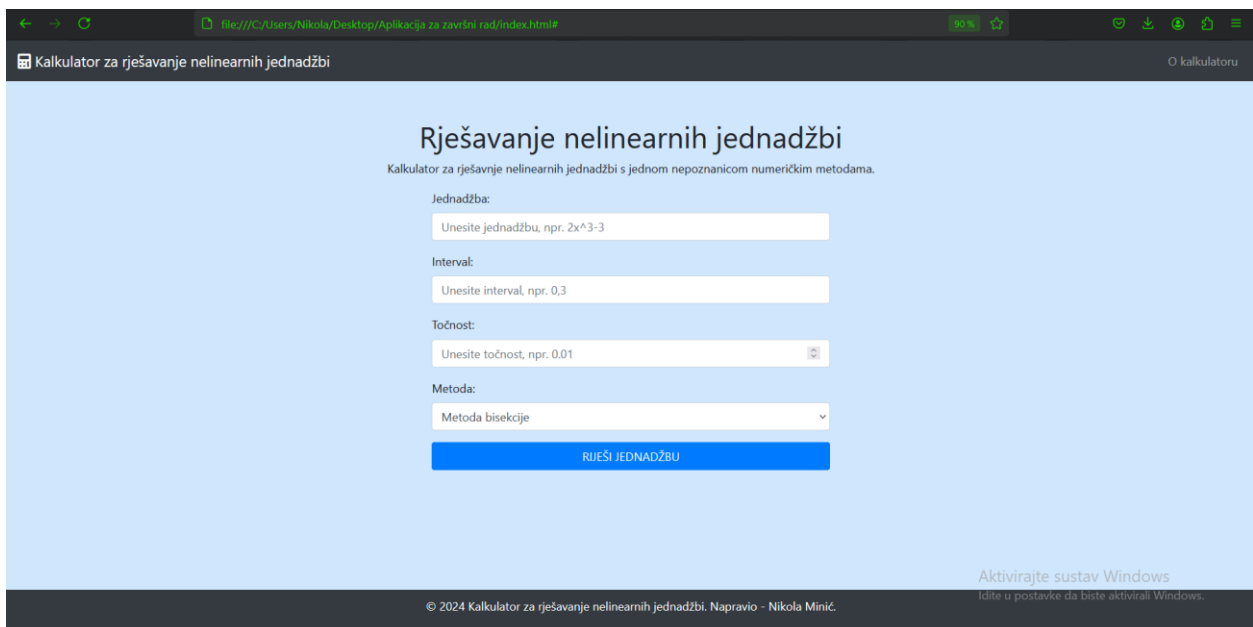 file:///C:/Users/Nikola/Desktop/Aplikacija za završni rad/index.html#
90 %
Kalkulator za rješavanje nelinearnih jednadžbi
O kalkulatoru
Rješavanje nelinearnih jednadžbi
Kalkulator za rješavnje nelinearnih jednadžbi s jednom nepoznanicom numeričkim metodama.
Jednadžba:
Unesite jednadžbu, npr. 2x^3-3
Interval:
Unesite interval, npr. 0,3
Točnost:
Unesite točnost, npr. 0.01
Metoda:
Metoda bisekcije
RIJEŠI JEDNADŽBU
Aktivirajte sustav Windows
Idite u postavke da biste aktivirali Windows.
© 2024 Kalkulator za rješavanje nelinearnih jednadžbi. Napravio - Nikola Minić.